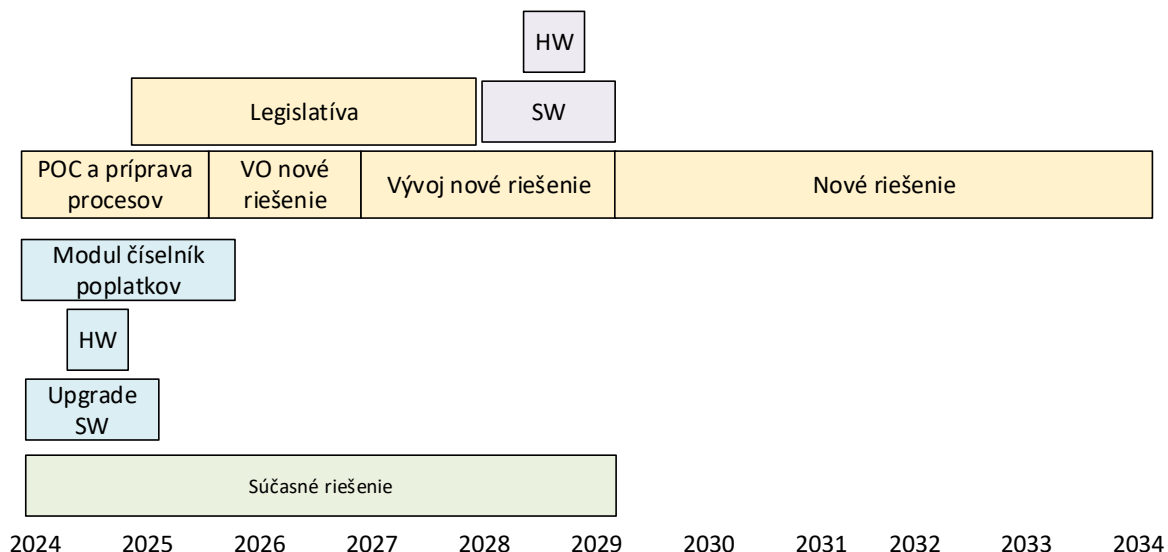 HW
Legislatíva
SW
POC a príprava
procesov
VO nové
riešenie
Vývoj nové riešenie
Nové riešenie
Modul číselník
poplatkov
HW
Upgrade
SW
Súčasné riešenie
2024 2025 2026 2027 2028 2029 2030 2031 2032 2033 2034